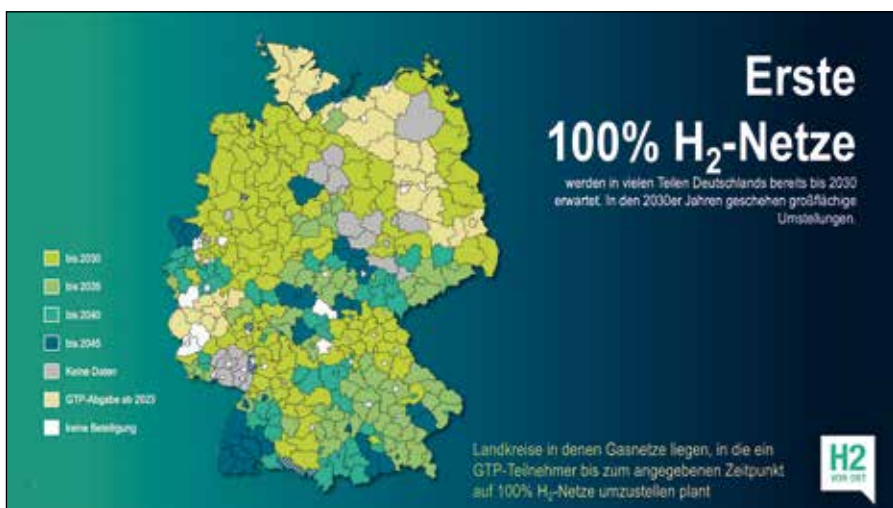 Erste
100% H₂-Netze
werden in vielen Teilen Deutschlands bereits bis 2030
erwartet. In den 2030er Jahren geschehen großflächige
Umstellungen.
bis 2030
bis 2035
bis 2040
bis 2045
Keine Daten
GTP-Abgabe ab 2023
keine Beteiligung
Landkreise in denen Gasnetze liegen, in die ein
GTP-Teilnehmer bis zum angegebenen Zeitpunkt
auf 100% H₂-Netze umzustellen plant
H2
VOR ORT